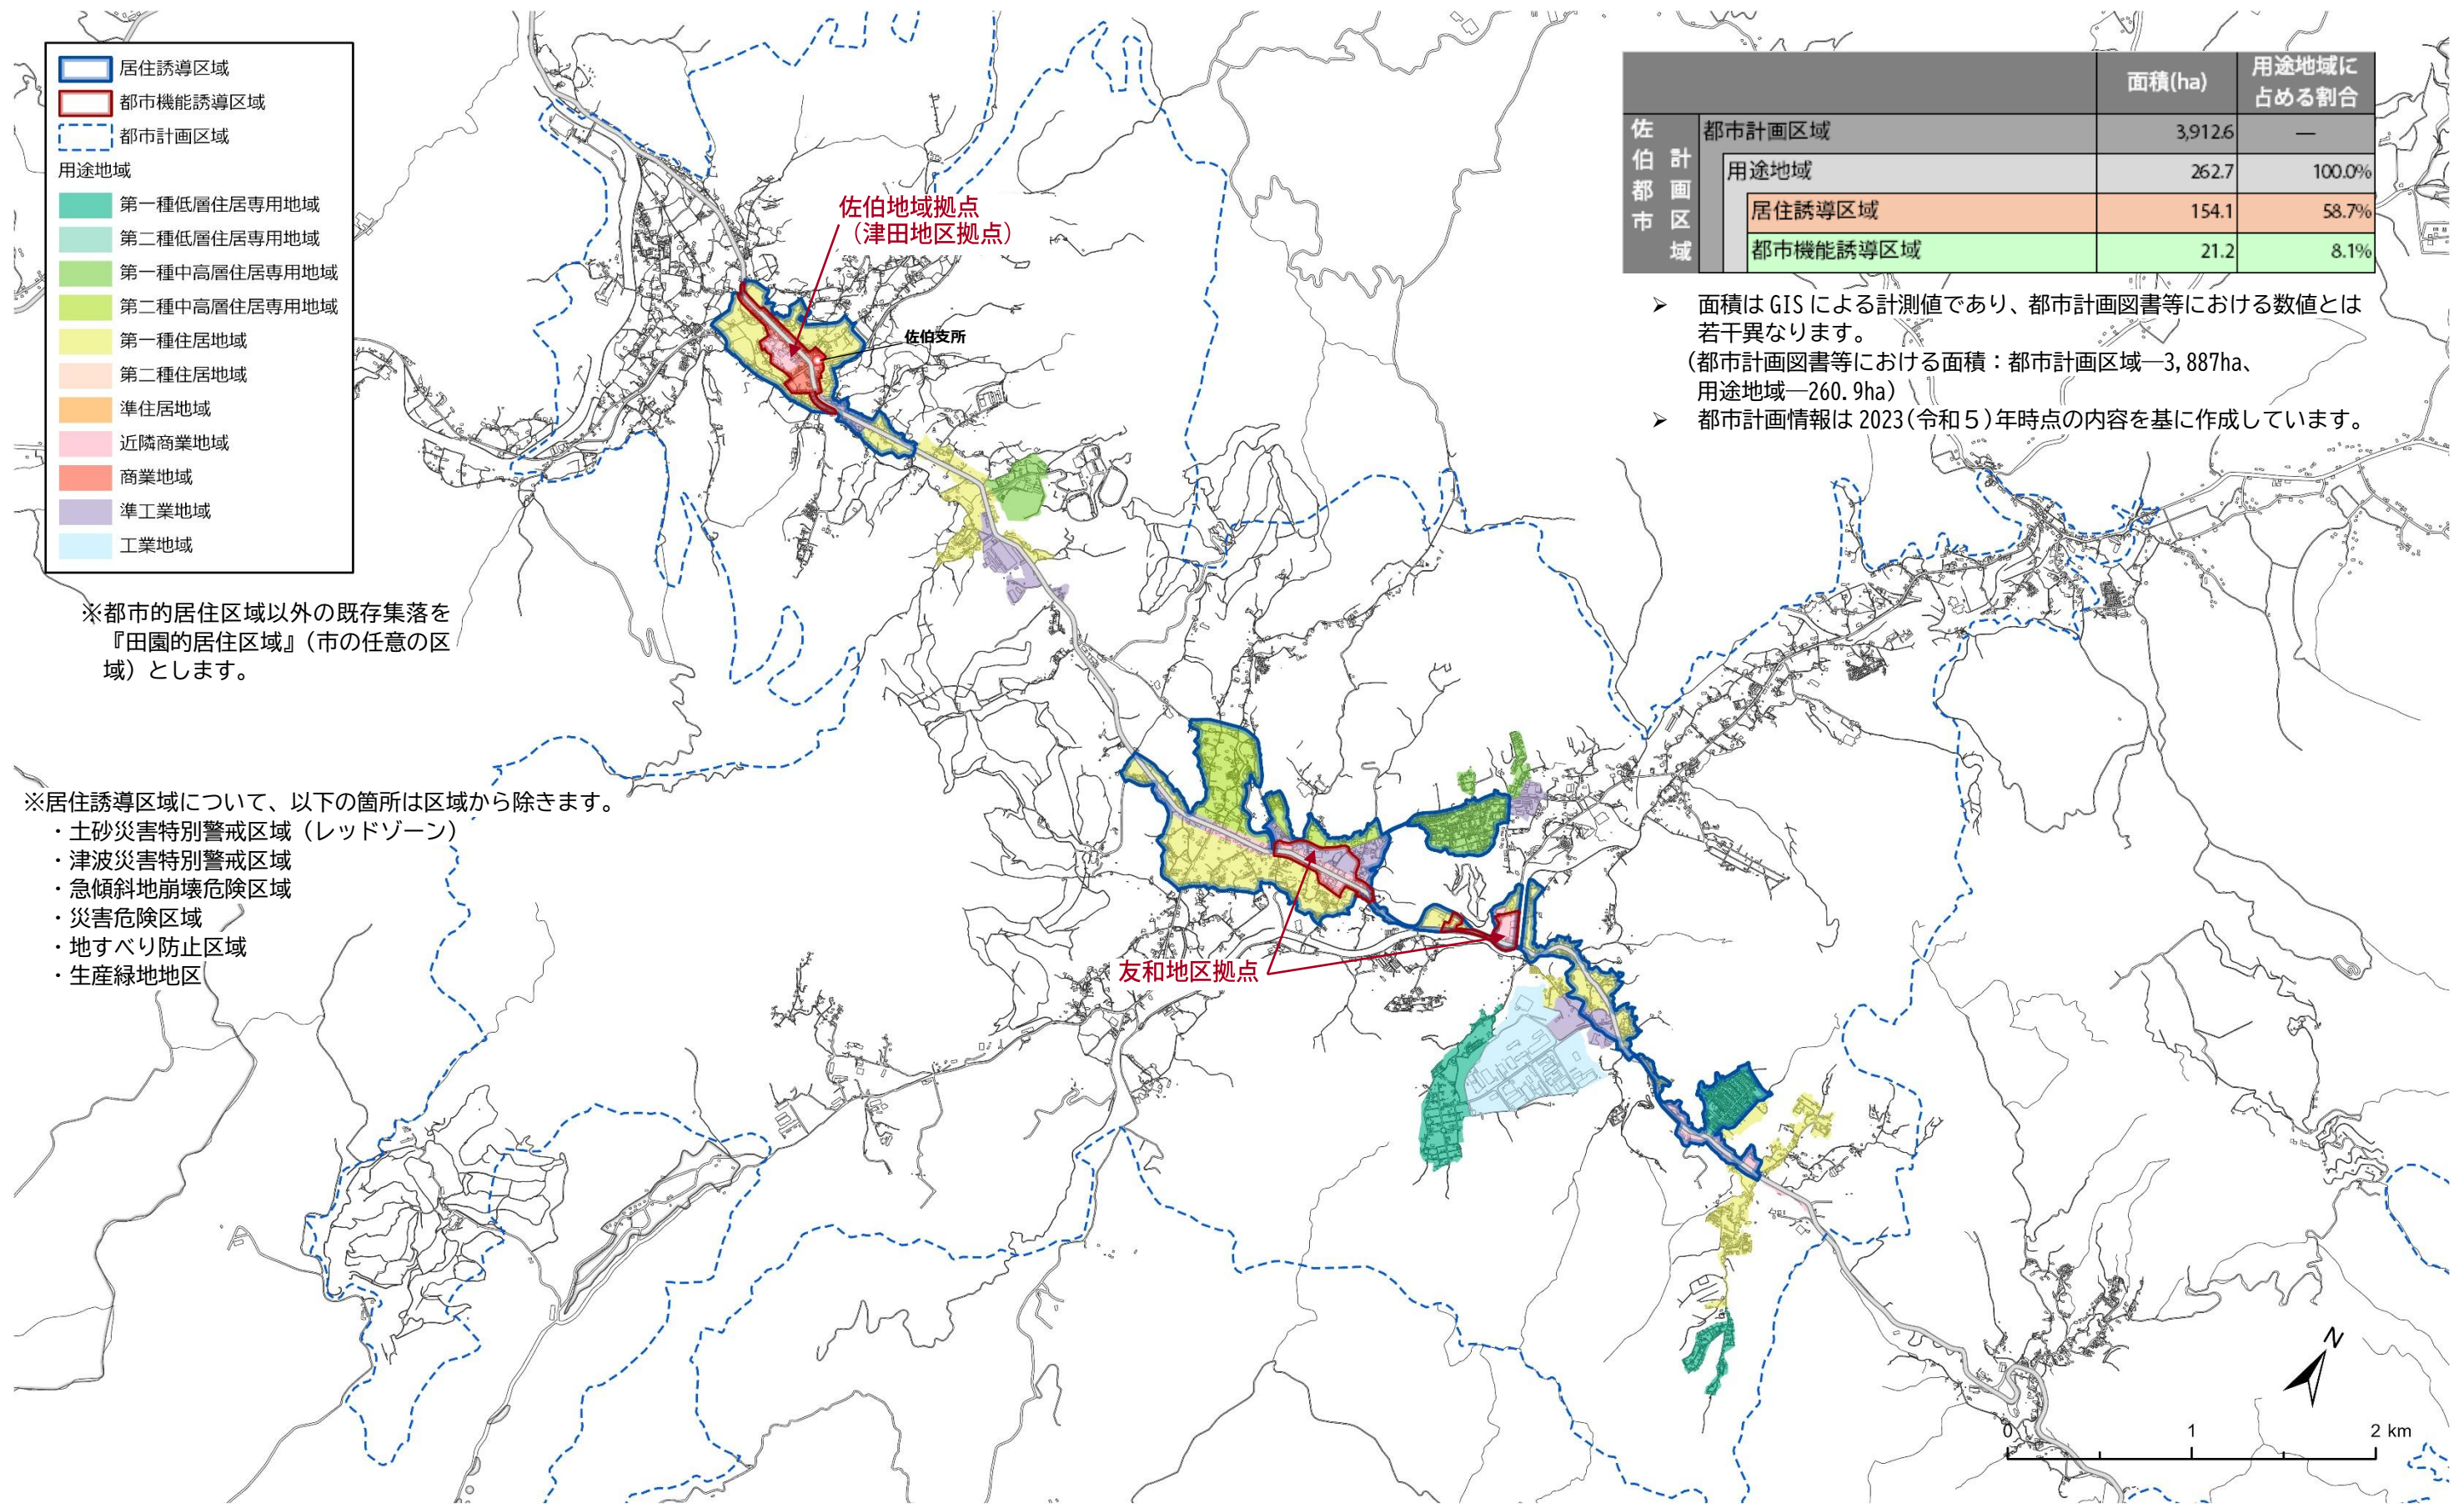 居住誘導区域
都市機能誘導区域
都市計画区域
用途地域
第一種低層住居専用地域
第二種低層住居専用地域
第一種中高層住居専用地域
第二種中高層住居専用地域
第一種住居地域
第二種住居地域
準住居地域
近隣商業地域
商業地域
準工業地域
工業地域
※都市的居住区域以外の既存集落を
『田園的居住区域』（市の任意の区
域）とします。
※居住誘導区域について、以下の箇所は区域から除きます。
・土砂災害特別警戒区域（レッドゾーン）
・津波災害特別警戒区域
・急傾斜地崩壊危険区域
・災害危険区域
・地すべり防止区域
・生産緑地地区
佐伯地域拠点
（津田地区拠点）
佐伯支所
友和地区拠点
面積(ha) 用途地域に占める割合
佐伯都市計画区域
都市計画区域 3,912.6 ―
用途地域 262.7 100.0%
居住誘導区域 154.1 58.7%
都市機能誘導区域 21.2 8.1%
➢ 面積は GIS による計測値であり、都市計画図書等における数値とは
若干異なります。
（都市計画図書等における面積：都市計画区域―3,887ha、
用途地域―260.9ha）
➢ 都市計画情報は 2023(令和５)年時点の内容を基に作成しています。
N
0 1 2 km